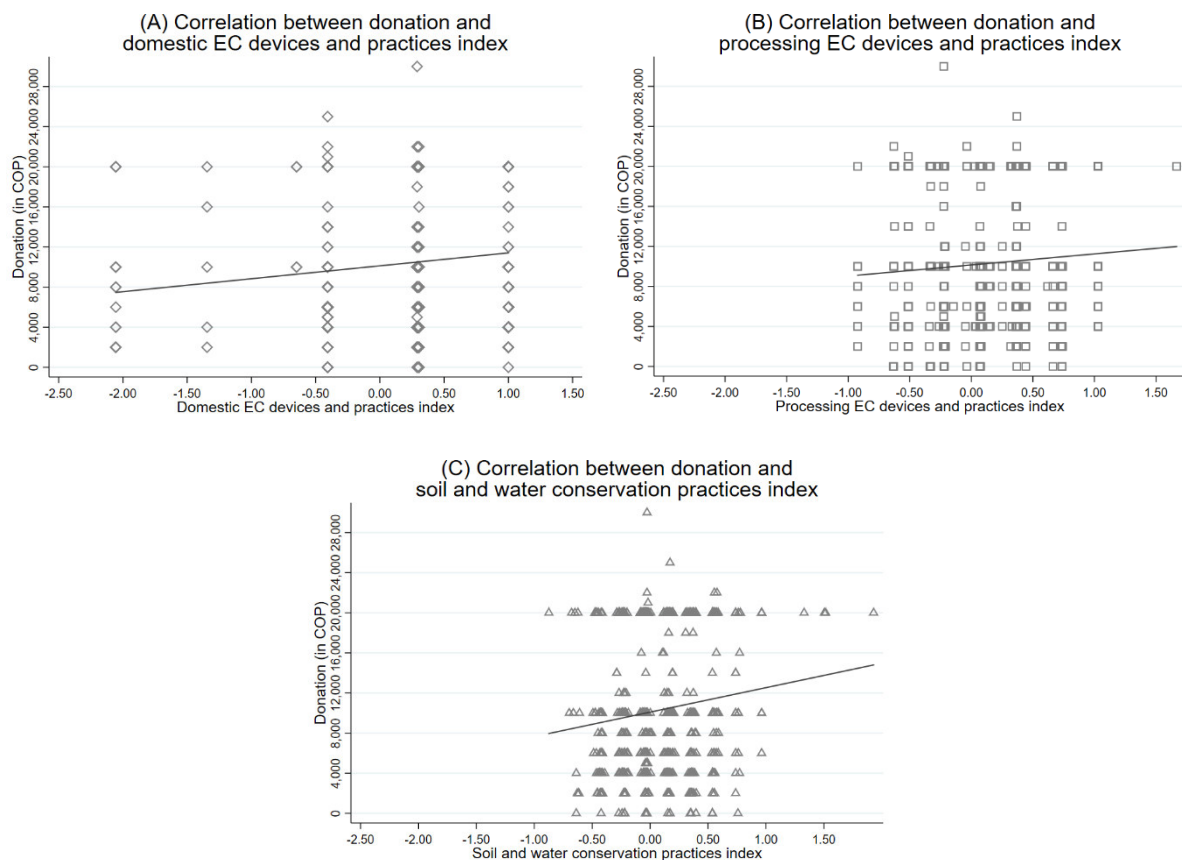 (A) Correlation between donation and
domestic EC devices and practices index
Donation (in COP)
28,000
24,000
20,000
16,000
12,000
8,000
4,000
0
-2.50 -2.00 -1.50 -1.00 -0.50 0.00 0.50 1.00 1.50
Domestic EC devices and practices index
(B) Correlation between donation and
processing EC devices and practices index
Donation (in COP)
28,000
24,000
20,000
16,000
12,000
8,000
4,000
0
-2.50 -2.00 -1.50 -1.00 -0.50 0.00 0.50 1.00 1.50
Processing EC devices and practices index
(C) Correlation between donation and
soil and water conservation practices index
Donation (in COP)
28,000
24,000
20,000
16,000
12,000
8,000
4,000
0
-2.50 -2.00 -1.50 -1.00 -0.50 0.00 0.50 1.00 1.50
Soil and water conservation practices index